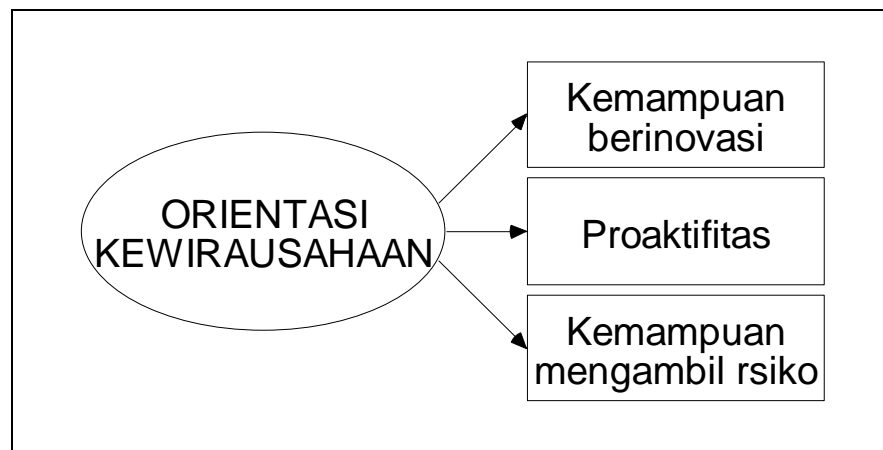 ORIENTASI
KEWIRAUSAHAAN
Kemampuan
berinovasi
Proaktifitas
Kemampuan
mengambil rsiko